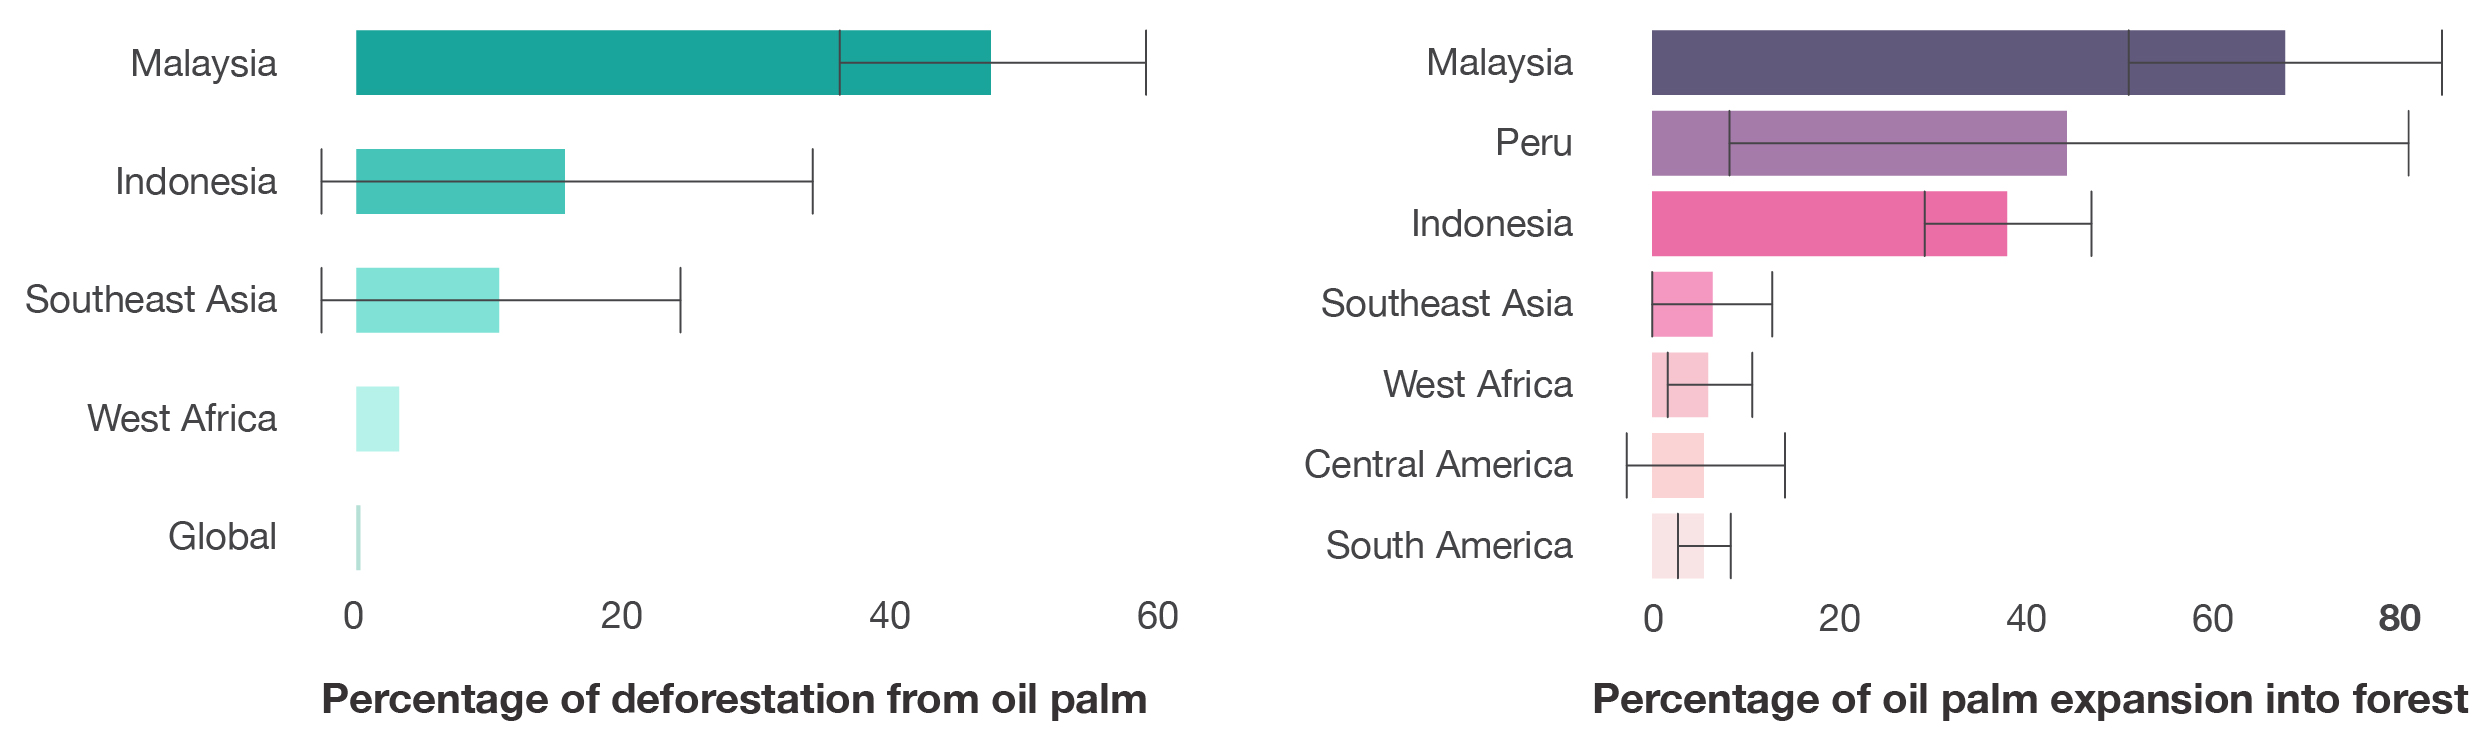 Malaysia
Indonesia
Southeast Asia
West Africa
Global
0 20 40 60
Percentage of deforestation from oil palm
Malaysia
Peru
Indonesia
Southeast Asia
West Africa
Central America
South America
0 20 40 60 80
Percentage of oil palm expansion into forest